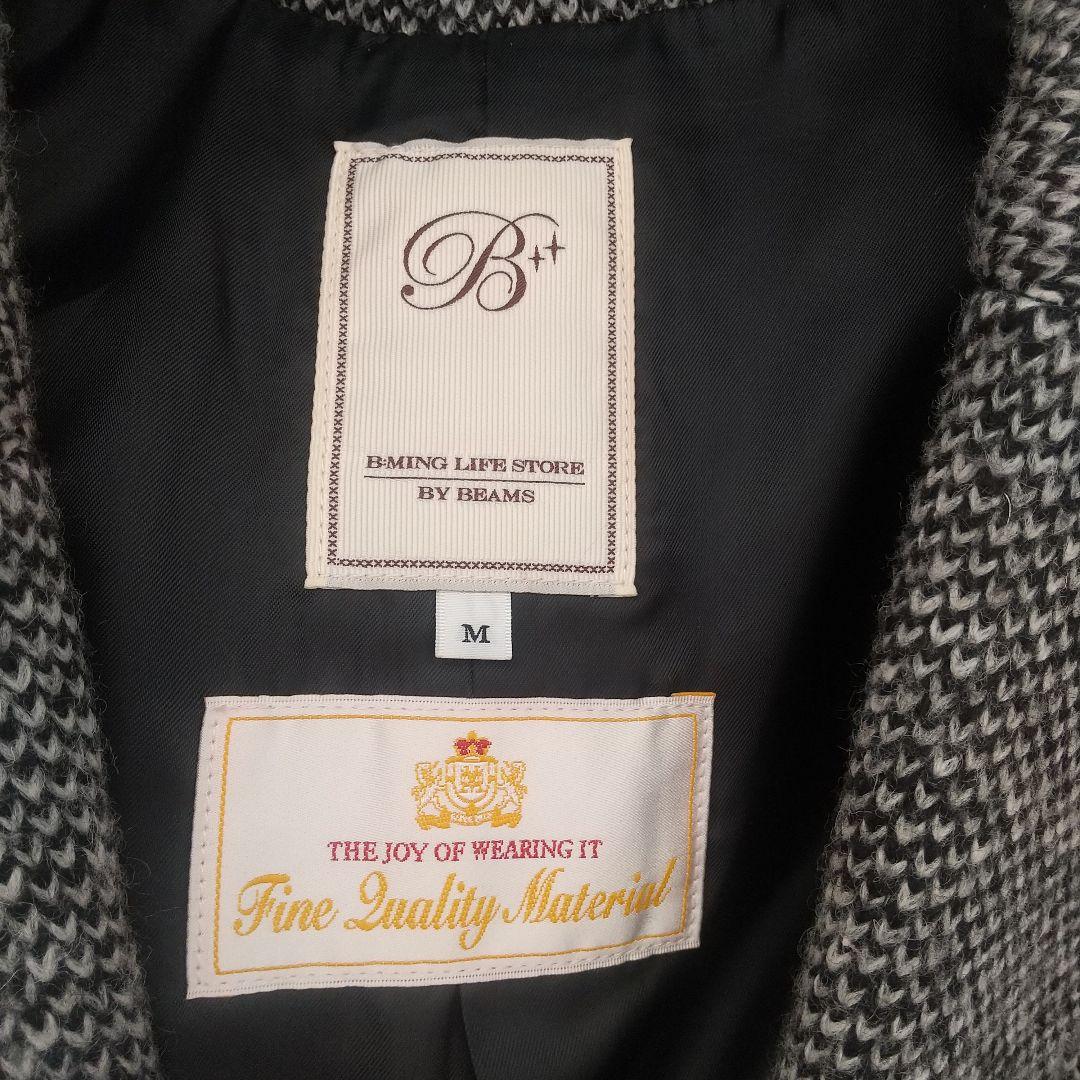 B++
B:MING LIFE STORE
BY BEAMS
M
THE JOY OF WEARING IT
Fine Quality Material